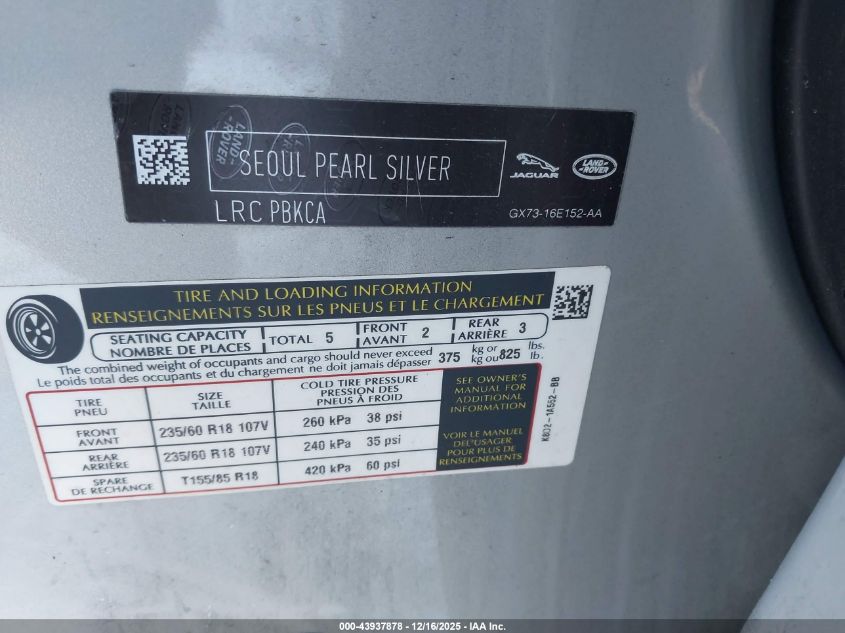 SEOUL PEARL SILVER
LRC PBKCA
JAGUAR
LAND-ROVER
GX73-16E152-AA
TIRE AND LOADING INFORMATION
RENSEIGNEMENTS SUR LES PNEUS ET LE CHARGEMENT
SEATING CAPACITY
NOMBRE DE PLACES
TOTAL 5
FRONT
AVANT 2
REAR
ARRIÈRE 3
The combined weight of occupants and cargo should never exceed
Le poids total des occupants et du chargement ne doit jamais dépasser
375 kg or
kg ou 825 lbs.
lb.
TIRE
PNEU
SIZE
TAILLE
COLD TIRE PRESSURE
PRESSION DES
PNEUS À FROID
FRONT
AVANT
235/60 R18 107V
260 kPa 38 psi
REAR
ARRIÈRE
235/60 R18 107V
240 kPa 35 psi
SPARE
DE RECHANGE
T155/85 R18
420 kPa 60 psi
SEE OWNER'S
MANUAL FOR
ADDITIONAL
INFORMATION
VOIR LE MANUEL
DE L'USAGER
POUR PLUS DE
RENSEIGNEMENTS
K8D2-1A562-BB
000-43937878 - 12/16/2025 - IAA Inc.